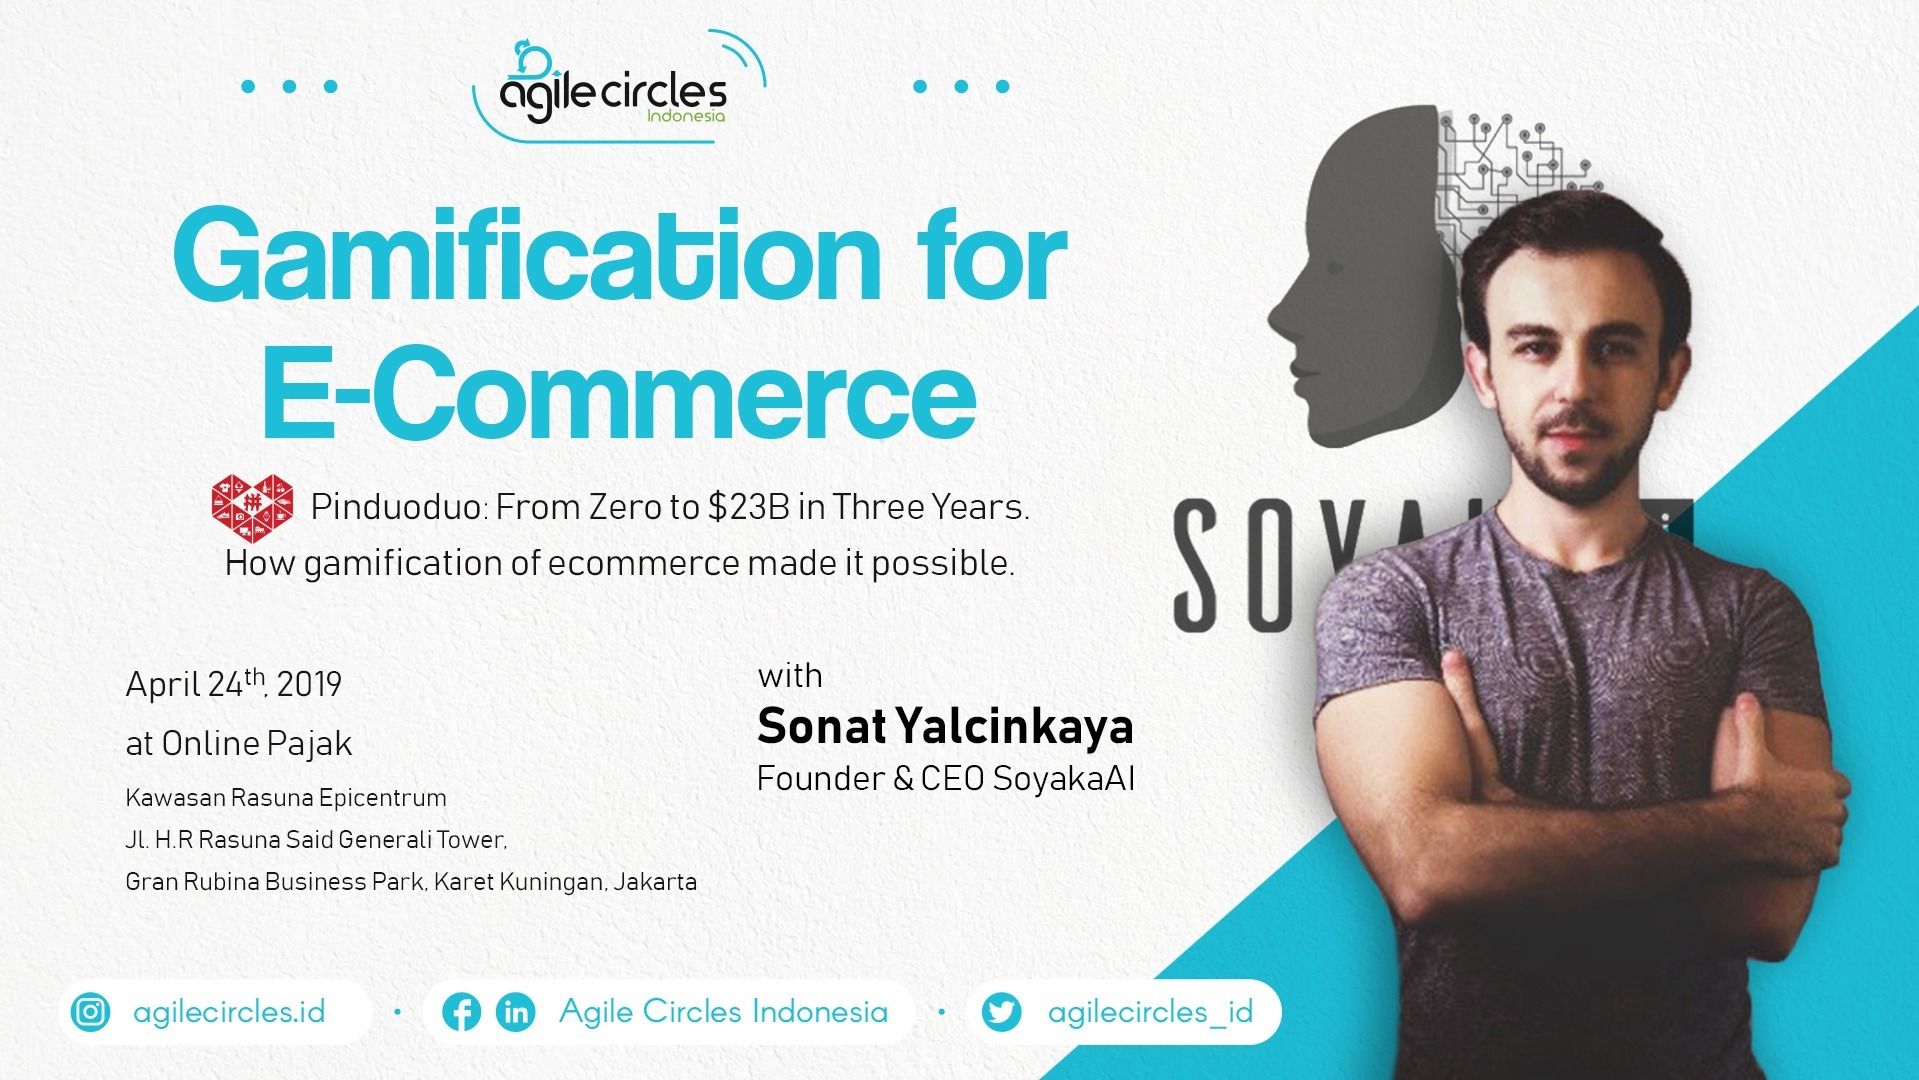 agile circles
Indonesia
Gamification for
E-Commerce
Pinduoduo: From Zero to $23B in Three Years.
How gamification of ecommerce made it possible.
April 24th, 2019
at Online Pajak
Kawasan Rasuna Epicentrum
Jl. H.R Rasuna Said Generali Tower,
Gran Rubina Business Park, Karet Kuningan, Jakarta
with
Sonat Yalcinkaya
Founder & CEO SoyakaAI
agilecircles.id
Agile Circles Indonesia
agilecircles_id